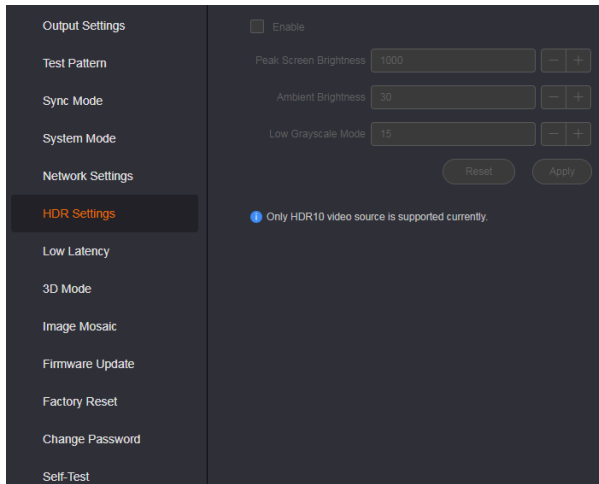 Output Settings
Test Pattern
Sync Mode
System Mode
Network Settings
HDR Settings
Low Latency
3D Mode
Image Mosaic
Firmware Update
Factory Reset
Change Password
Self-Test
Enable
Peak Screen Brightness 1000 − +
Ambient Brightness 30 − +
Low Grayscale Mode 15 − +
Reset Apply
i Only HDR10 video source is supported currently.